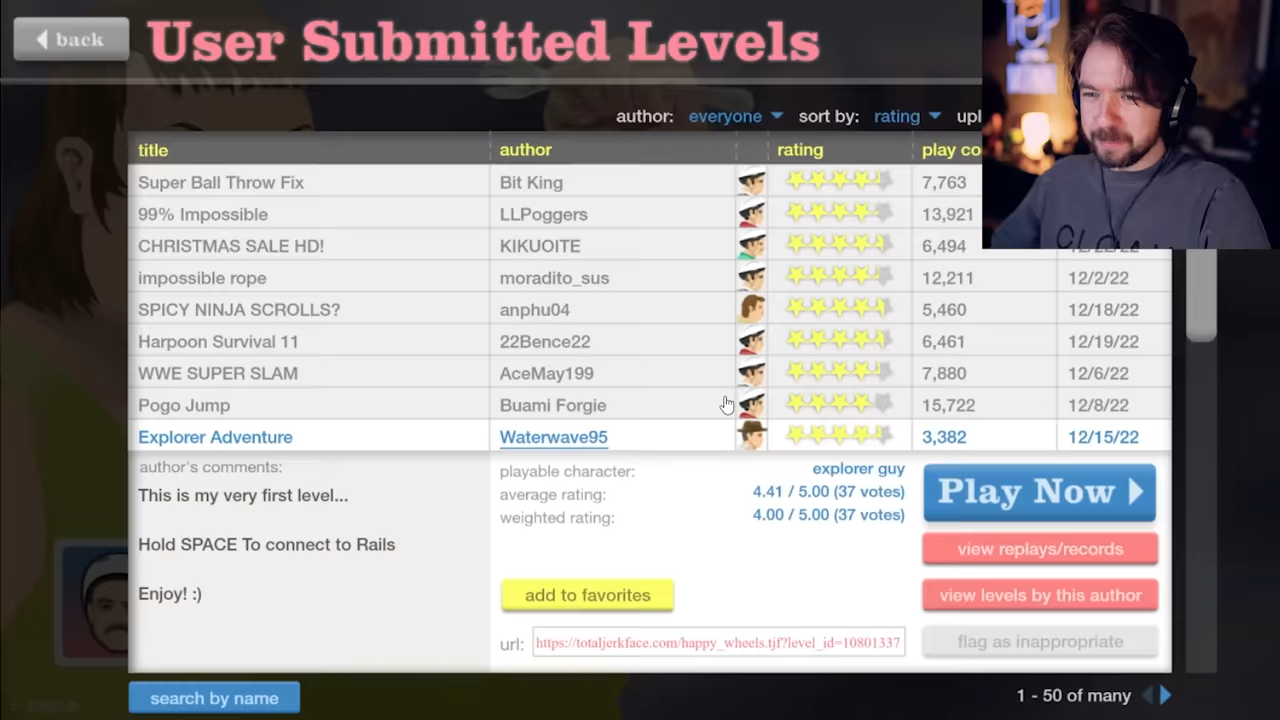 back
User Submitted Levels
author: everyone sort by: rating upl
title author rating play co
Super Ball Throw Fix Bit King 7,763
99% Impossible LLPoggers 13,921
CHRISTMAS SALE HD! KIKUOITE 6,494
impossible rope moradito_sus 12,211 12/2/22
SPICY NINJA SCROLLS? anphu04 5,460 12/18/22
Harpoon Survival 11 22Bence22 6,461 12/19/22
WWE SUPER SLAM AceMay199 7,880 12/6/22
Pogo Jump Buami Forgie 15,722 12/8/22
Explorer Adventure Waterwave95 3,382 12/15/22
author's comments:
This is my very first level...
Hold SPACE To connect to Rails
Enjoy! :)
playable character: explorer guy
average rating: 4.41 / 5.00 (37 votes)
weighted rating: 4.00 / 5.00 (37 votes)
add to favorites
url: https://totaljerkface.com/happy_wheels.tjf?level_id=10801337
Play Now
view replays/records
view levels by this author
flag as inappropriate
search by name
1 - 50 of many